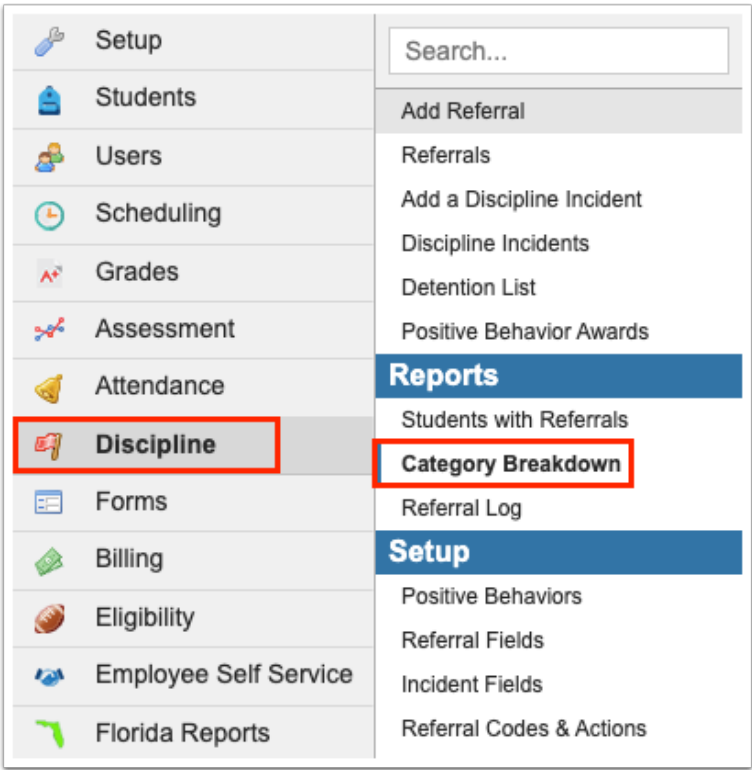 Setup
Students
Users
Scheduling
Grades
A+
Assessment
Attendance
Discipline
Forms
Billing
Eligibility
Employee Self Service
Florida Reports
Search...
Add Referral
Referrals
Add a Discipline Incident
Discipline Incidents
Detention List
Positive Behavior Awards
Reports
Students with Referrals
Category Breakdown
Referral Log
Setup
Positive Behaviors
Referral Fields
Incident Fields
Referral Codes & Actions